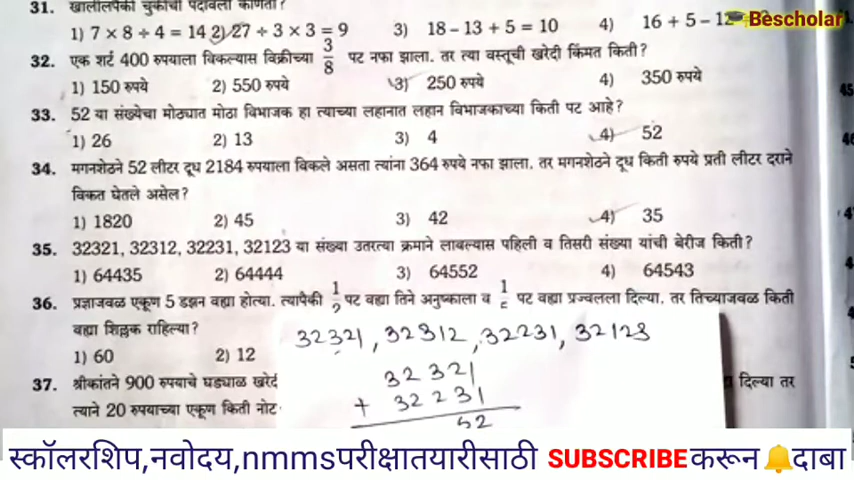 31. खालीलपैकी चुकीची पदावली कोणती?
1) 7 × 8 ÷ 4 = 14 2) 27 ÷ 3 × 3 = 9 3) 18 – 13 + 5 = 10 4) 16 + 5 – 12
Bescholar
32. एक शर्ट 400 रुपयाला विकल्यास विक्रीच्या 3/8 पट नफा झाला. तर त्या वस्तूची खरेदी किंमत किती?
1) 150 रुपये 2) 550 रुपये 3) 250 रुपये 4) 350 रुपये
33. 52 या संख्येचा मोठ्यात मोठा विभाजक हा त्याच्या लहानात लहान विभाजकाच्या किती पट आहे?
1) 26 2) 13 3) 4 4) 52
34. मगनशेठने 52 लीटर दूध 2184 रुपयाला विकले असता त्यांना 364 रुपये नफा झाला. तर मगनशेठने दूध किती रुपये प्रती लीटर दराने
विकत घेतले असेल?
1) 1820 2) 45 3) 42 4) 35
35. 32321, 32312, 32231, 32123 या संख्या उतरत्या क्रमाने लावल्यास पहिली व तिसरी संख्या यांची बेरीज किती?
1) 64435 2) 64444 3) 64552 4) 64543
36. प्रज्ञाजवळ एकूण 5 डझन वह्या होत्या. त्यापैकी 1/2 पट वह्या तिने अनुष्काला व 1/5 पट वह्या प्रज्वलला दिल्या. तर तिच्याजवळ किती
वह्या शिल्लक राहिल्या?
32321, 32312, 32231, 32123
1) 60 2) 12
32321
37. श्रीकांतने 900 रुपयाचे घड्याळ खरेदी
दिल्या तर
+ 32231
त्याने 20 रुपयाच्या एकूण किती नोट
52
स्कॉलरशिप,नवोदय,nmmsपरीक्षातयारीसाठी SUBSCRIBE करून दाबा